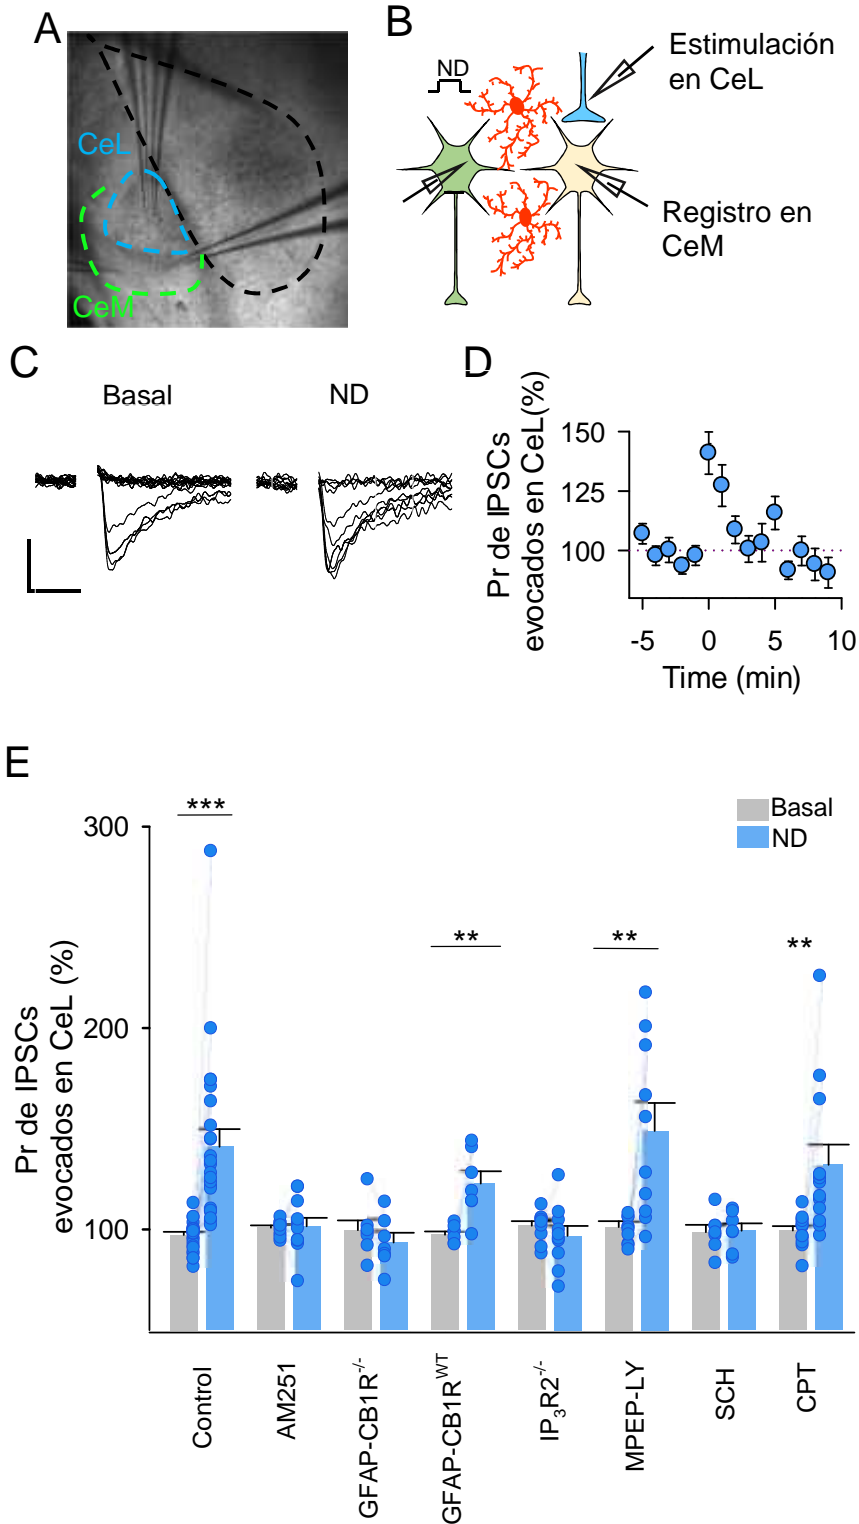 A
CeL
CeM
B
ND
Estimulación
en CeL
Registro en
CeM
C
Basal
ND
D
Pr de IPSCs
evocados en CeL(%)
150
125
100
-5
0
5
10
Time (min)
E
Basal
ND
Pr de IPSCs
evocados en CeL (%)
300
200
100
***
**
**
**
Control
AM251
GFAP-CB1R-/-
GFAP-CB1RWT
IP3R2-/-
MPEP-LY
SCH
CPT